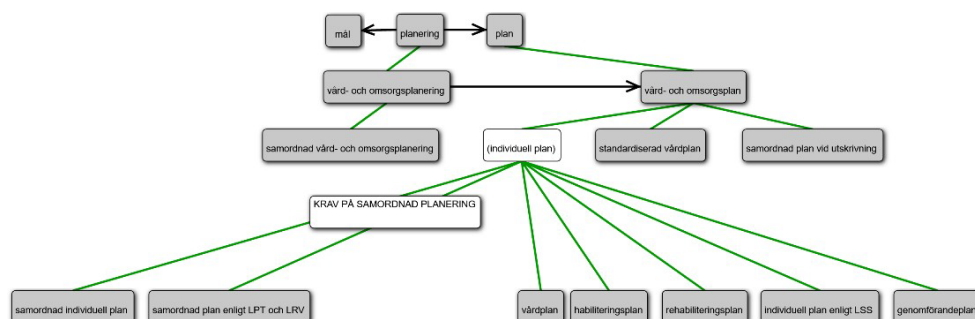 mål
planering
plan
vård- och omsorgsplanering
vård- och omsorgsplan
samordnad vård- och omsorgsplanering
(individuell plan)
standardiserad vårdplan
samordnad plan vid utskrivning
KRAV PÅ SAMORDNAD PLANERING
samordnad individuell plan
samordnad plan enligt LPT och LRV
vårdplan
habiliteringsplan
rehabiliteringsplan
individuell plan enligt LSS
genomförandeplan